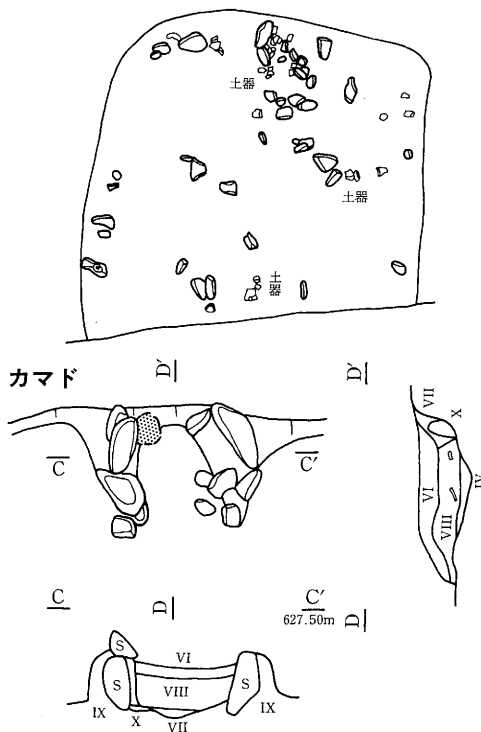 土器
土器
土器
カマド
D′
D′
C
C′
VII
X
VI
VIII
IV
C
D
C′
627.50m
D
S
VI
S
VIII
S
IX
X
VII
IX